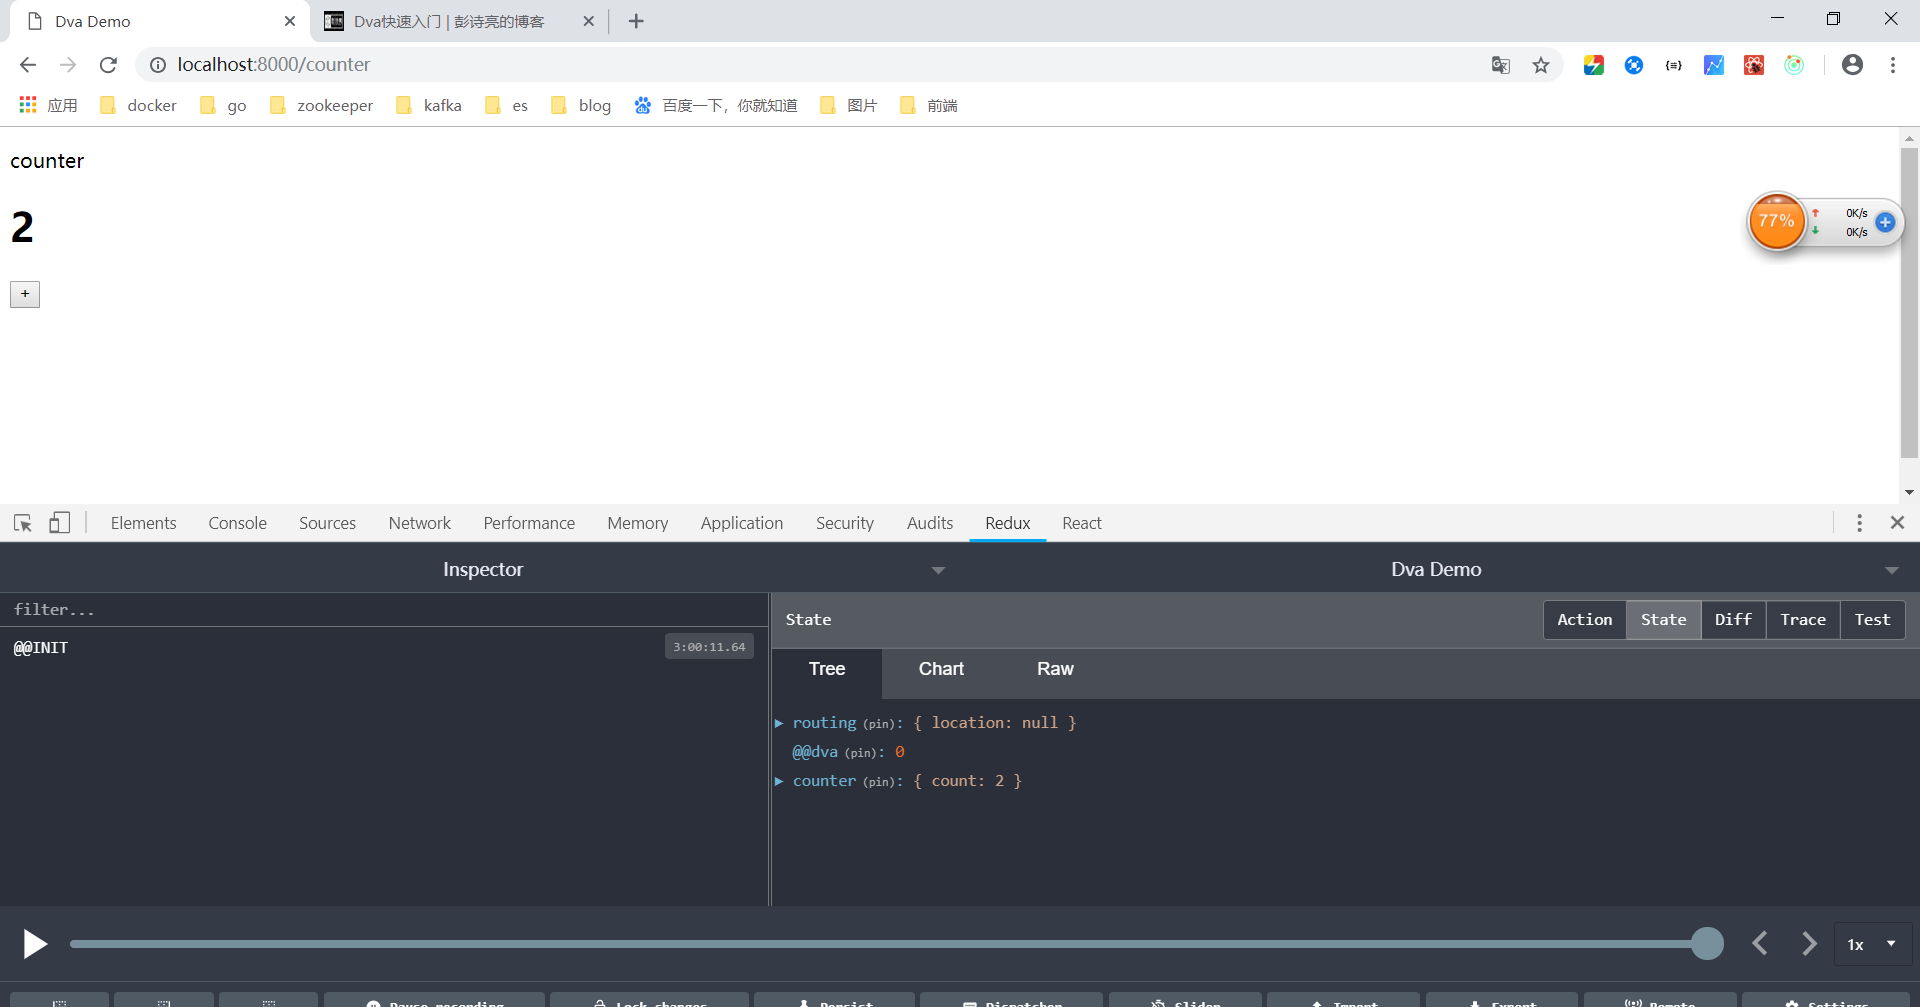 Dva Demo
Dva快速入门 | 彭诗亮的博客
localhost:8000/counter
应用 docker go zookeeper kafka es blog 百度一下，你就知道 图片 前端
counter
2
+
77% 0K/s
0K/s
Elements Console Sources Network Performance Memory Application Security Audits Redux React
Inspector Dva Demo
filter...
@@INIT 3:00:11.64
State Action State Diff Trace Test
Tree Chart Raw
routing (pin): { location: null }
@@dva (pin): 0
counter (pin): { count: 2 }
1x
Pause recording Lock changes Persist Dispatcher Slider Import Export Remote Settings